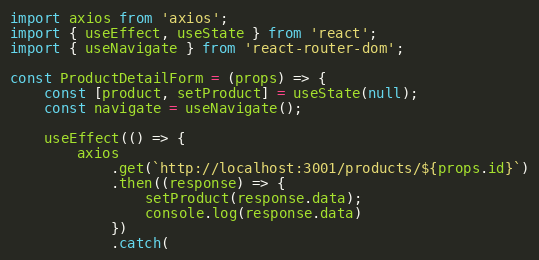 import axios from 'axios';
import { useEffect, useState } from 'react';
import { useNavigate } from 'react-router-dom';

const ProductDetailForm = (props) => {
    const [product, setProduct] = useState(null);
    const navigate = useNavigate();

    useEffect(() => {
        axios
            .get(`http://localhost:3001/products/${props.id}`)
            .then((response) => {
                setProduct(response.data);
                console.log(response.data)
            })
            .catch(